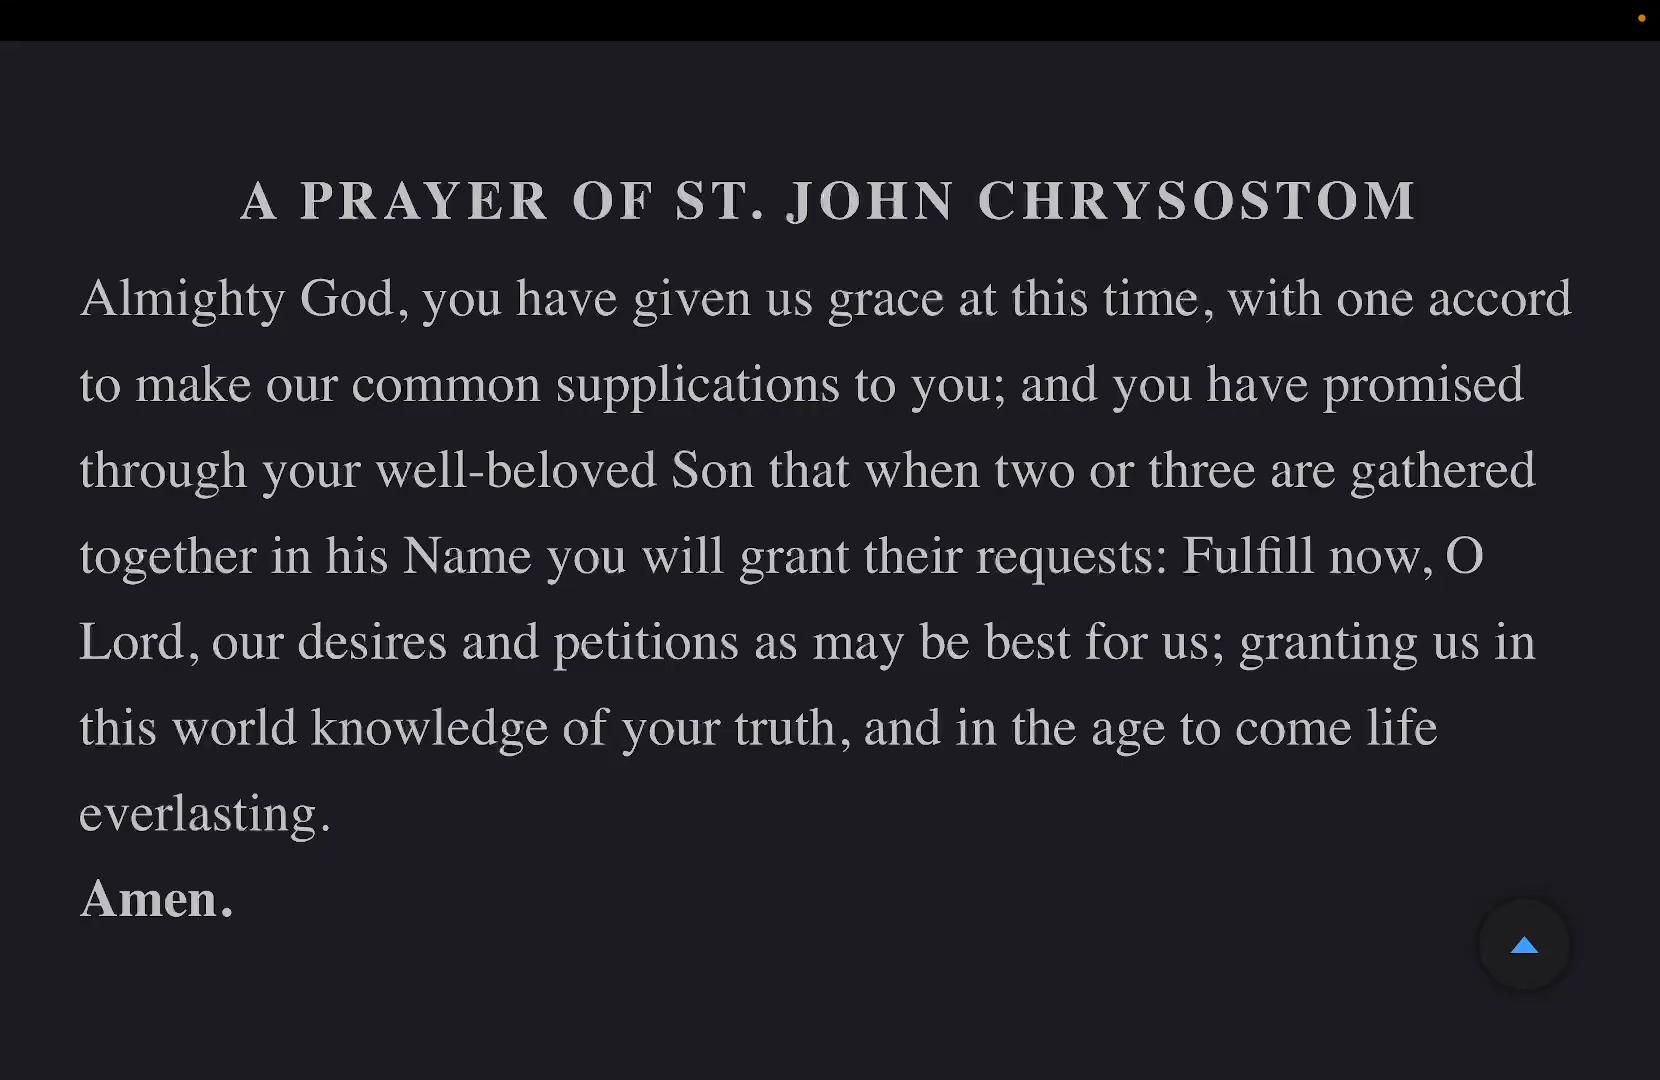 A PRAYER OF ST. JOHN CHRYSOSTOM
Almighty God, you have given us grace at this time, with one accord
to make our common supplications to you; and you have promised
through your well-beloved Son that when two or three are gathered
together in his Name you will grant their requests: Fulfill now, O
Lord, our desires and petitions as may be best for us; granting us in
this world knowledge of your truth, and in the age to come life
everlasting.
Amen.